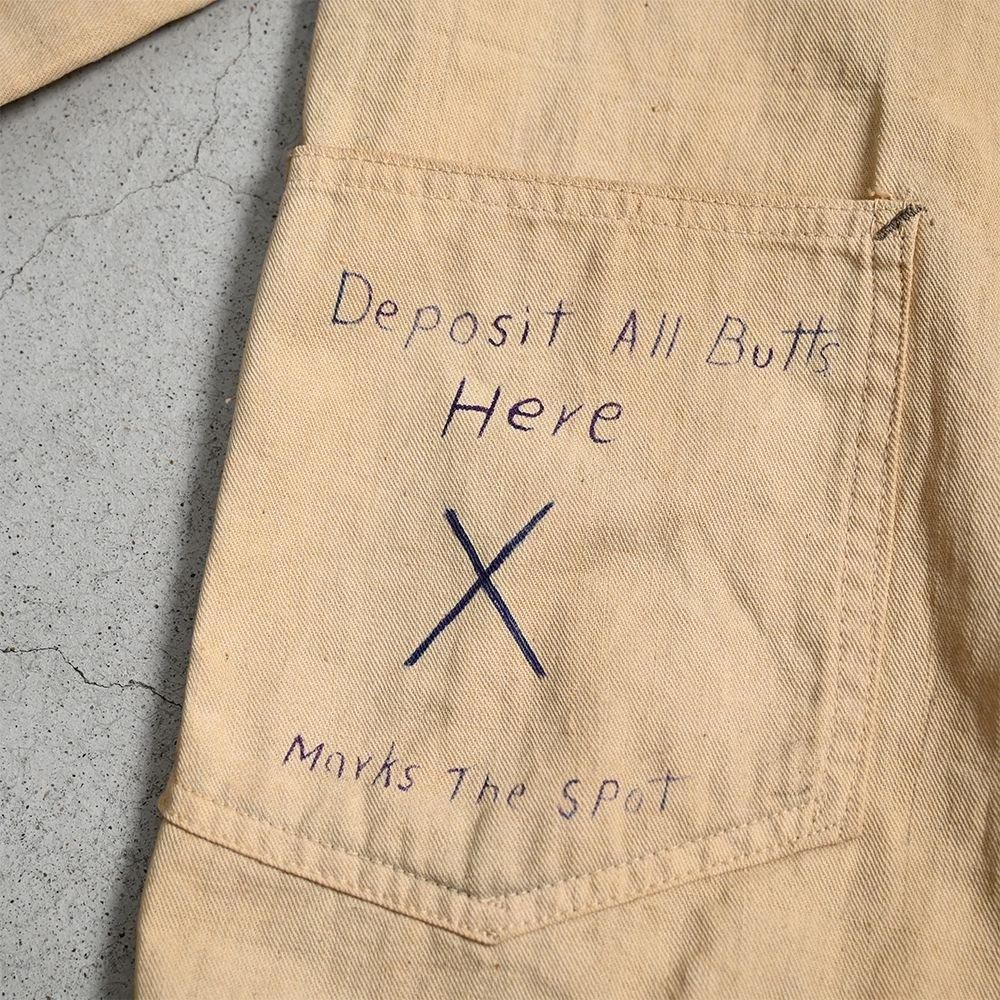 Deposit All Butts
Here
X
Marks The Spot